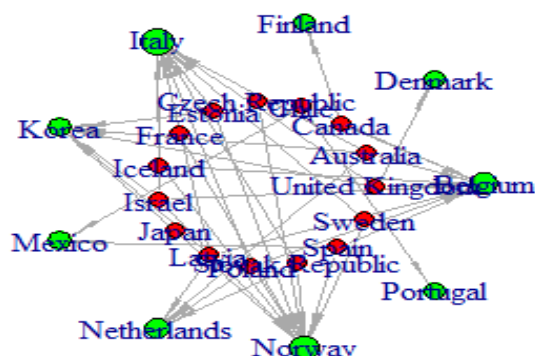 Finland
Italy
Denmark
Czech Republic
Estonia
Chile
Canada
Korea
France
Australia
Iceland
United Kingdom
Belgium
Israel
Sweden
Japan
Mexico
Spain
Latvia
Slovak Republic
Poland
Portugal
Netherlands
Norway